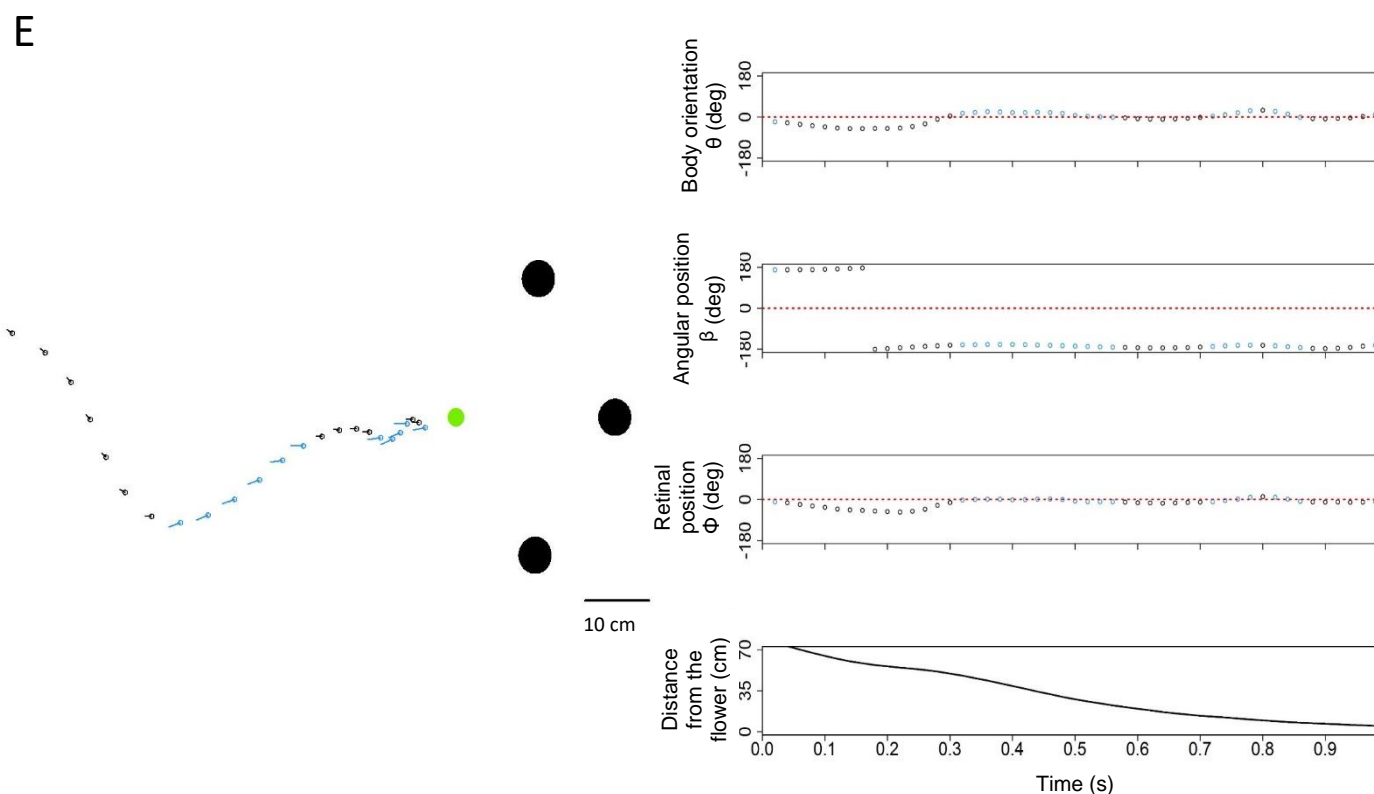 E
Body orientation
θ (deg)
180
0
-180
Angular position
β (deg)
180
0
-180
Retinal
position
Φ (deg)
180
0
-180
10 cm
Distance
from the
flower (cm)
70
35
0
0.0 0.1 0.2 0.3 0.4 0.5 0.6 0.7 0.8 0.9
Time (s)